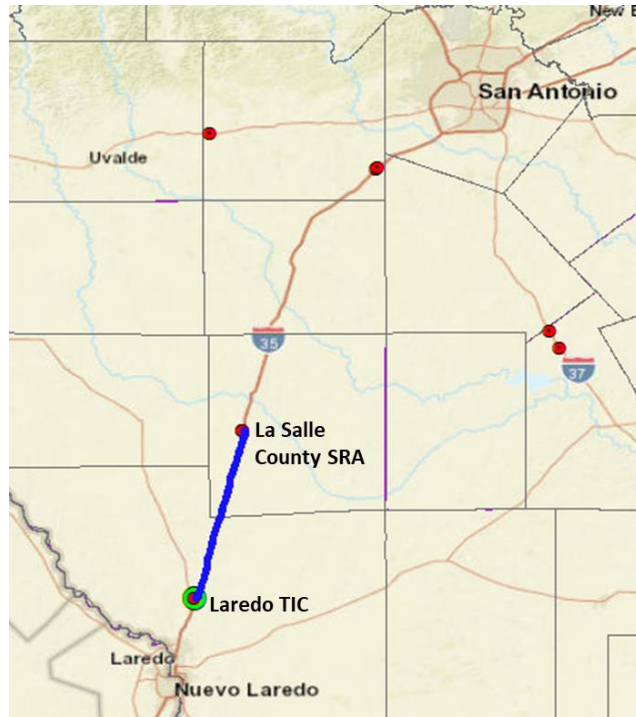 New B
San Antonio
Uvalde
35
37
La Salle
County SRA
Laredo TIC
Laredo
Nuevo Laredo